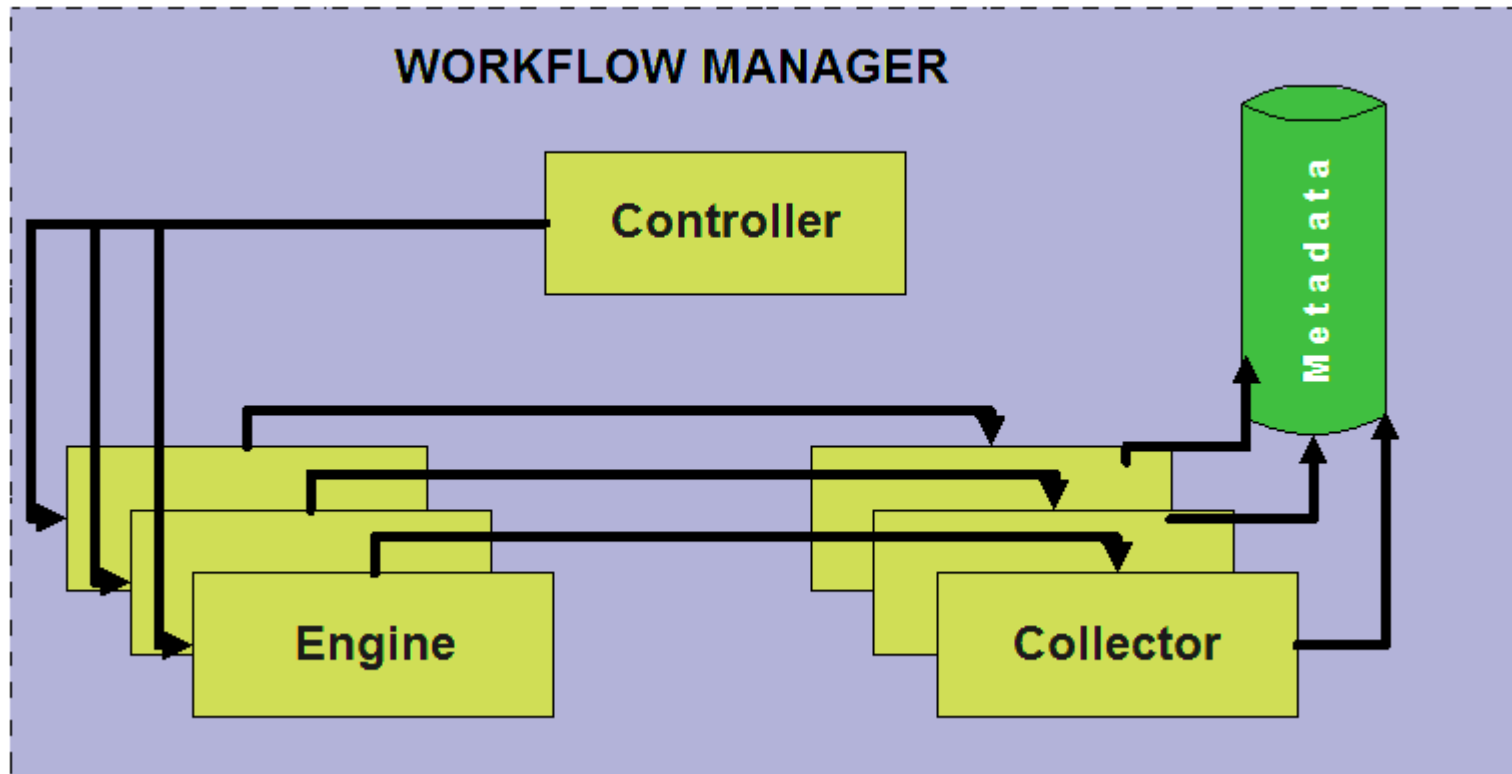 WORKFLOW MANAGER
Controller
Metadata
Engine
Collector